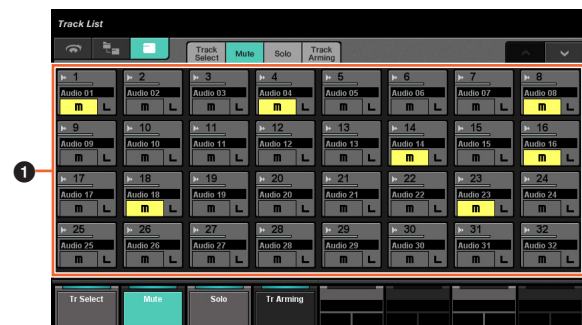 Track List
Track Select Mute Solo Track Arming
1 2 3 4 5 6 7 8
Audio 01 Audio 02 Audio 03 Audio 04 Audio 05 Audio 06 Audio 07 Audio 08
m L m L m L m L m L m L m L m L
9 10 11 12 13 14 15 16
Audio 09 Audio 10 Audio 11 Audio 12 Audio 13 Audio 14 Audio 15 Audio 16
m L m L m L m L m L m L m L m L
1
17 18 19 20 21 22 23 24
Audio 17 Audio 18 Audio 19 Audio 20 Audio 21 Audio 22 Audio 23 Audio 24
m L m L m L m L m L m L m L m L
25 26 27 28 29 30 31 32
Audio 25 Audio 26 Audio 27 Audio 28 Audio 29 Audio 30 Audio 31 Audio 32
m L m L m L m L m L m L m L m L
Tr Select Mute Solo Tr Arming